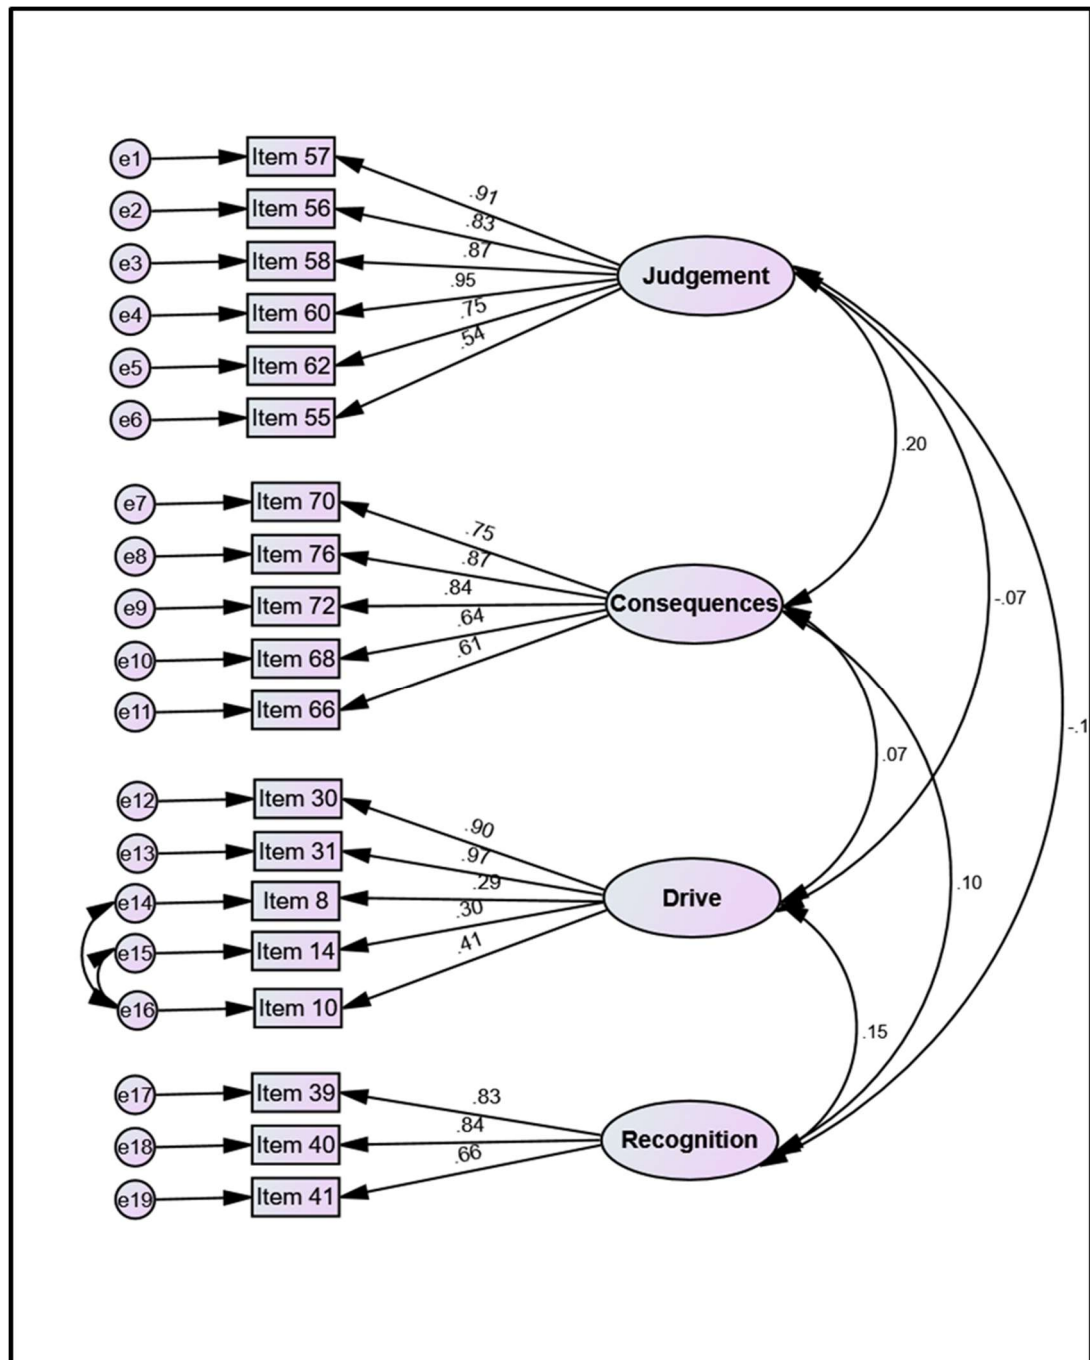 e1 Item 57
.91
e2 Item 56
.83
e3 Item 58
.87
Judgement
e4 Item 60
.95
e5 Item 62
.75
e6 Item 55
.54
.20
e7 Item 70
.75
e8 Item 76
.87
e9 Item 72
.84
Consequences
e10 Item 68
.64
e11 Item 66
.61
-.07
-.1
.07
e12 Item 30
.90
e13 Item 31
.97
e14 Item 8
.29
Drive
.10
e15 Item 14
.30
e16 Item 10
.41
.15
e17 Item 39
.83
e18 Item 40
.84
Recognition
e19 Item 41
.66